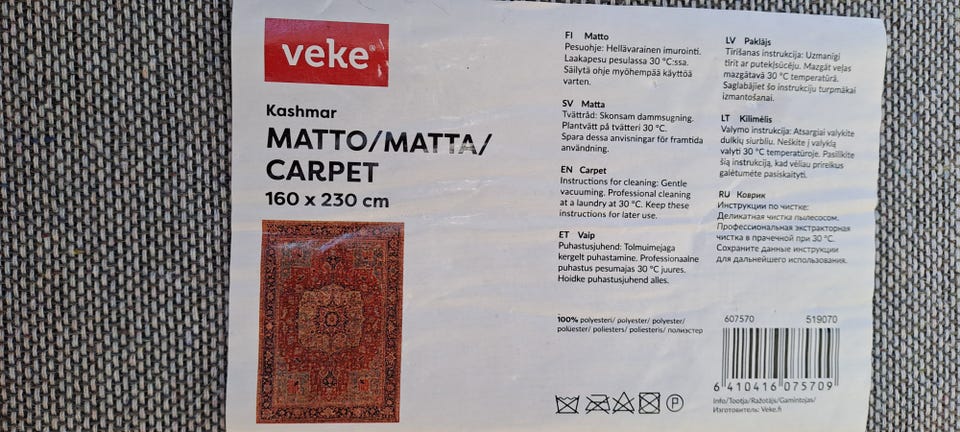 veke®
Kashmar
MATTO/MATTA/
CARPET
160 x 230 cm
FI Matto
Pesuohje: Hellävarainen imurointi.
Laakapesu pesulassa 30 °C:ssa.
Säilytä ohje myöhempää käyttöä
varten.
SV Matta
Tvättråd: Skonsam dammsugning.
Plantvätt på tvätteri 30 °C.
Spara dessa anvisningar för framtida
användning.
EN Carpet
Instructions for cleaning: Gentle
vacuuming. Professional cleaning
at a laundry at 30 °C. Keep these
instructions for later use.
ET Vaip
Puhastusjuhend: Tolmuimejaga
kergelt puhastamine. Professionaalne
puhastus pesumajas 30 °C juures.
Hoidke puhastusjuhend alles.
100% polyesteri/ polyester/ polyester/
polüester/ poliesters/ poliesteris/ полиэстер
LV Paklājs
Tīrīšanas instrukcija: Uzmanīgi
tīrīt ar putekļsūcēju. Mazgāt veļas
mazgātavā 30 °C temperatūrā.
Saglabājiet šo instrukciju turpmākai
izmantošanai.
LT Kilimėlis
Valymo instrukcija: Atsargiai valykite
dulkių siurbliu. Neškite į valyklą
valyti 30 °C temperatūroje. Pasilikite
šią instrukciją, kad vėliau prireikus
galėtumėte pasiskaityti.
RU Коврик
Инструкции по чистке:
Деликатная чистка пылесосом.
Профессиональная экстракторная
чистка в прачечной при 30 °C.
Сохраните данные инструкции
для дальнейшего использования.
607570 519070
6 410416 075709
P
Info/Tootja/Ražotājs/Gamintojas/
Изготовитель: Veke.fi